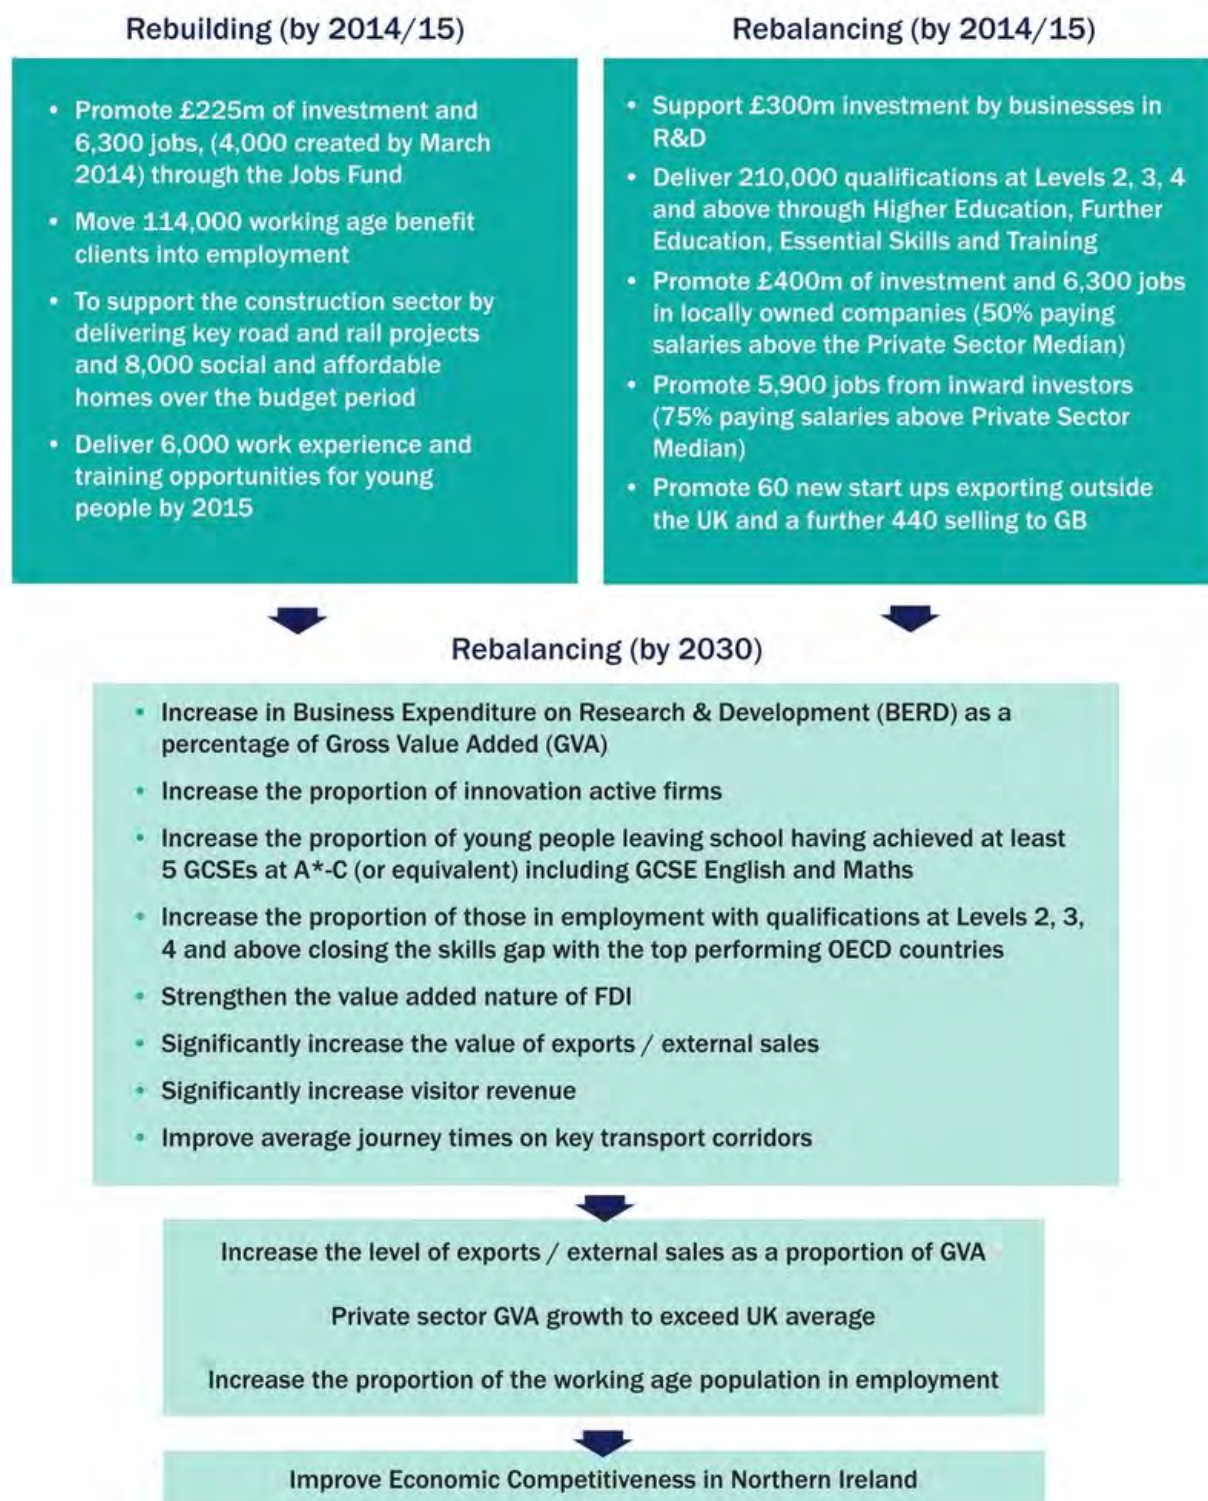 Rebuilding (by 2014/15)
• Promote £225m of investment and
6,300 jobs, (4,000 created by March
2014) through the Jobs Fund
• Move 114,000 working age benefit
clients into employment
• To support the construction sector by
delivering key road and rail projects
and 8,000 social and affordable
homes over the budget period
• Deliver 6,000 work experience and
training opportunities for young
people by 2015
Rebalancing (by 2014/15)
• Support £300m investment by businesses in
R&D
• Deliver 210,000 qualifications at Levels 2, 3, 4
and above through Higher Education, Further
Education, Essential Skills and Training
• Promote £400m of investment and 6,300 jobs
in locally owned companies (50% paying
salaries above the Private Sector Median)
• Promote 5,900 jobs from inward investors
(75% paying salaries above Private Sector
Median)
• Promote 60 new start ups exporting outside
the UK and a further 440 selling to GB
Rebalancing (by 2030)
• Increase in Business Expenditure on Research & Development (BERD) as a
percentage of Gross Value Added (GVA)
• Increase the proportion of innovation active firms
• Increase the proportion of young people leaving school having achieved at least
5 GCSEs at A*-C (or equivalent) including GCSE English and Maths
• Increase the proportion of those in employment with qualifications at Levels 2, 3,
4 and above closing the skills gap with the top performing OECD countries
• Strengthen the value added nature of FDI
• Significantly increase the value of exports / external sales
• Significantly increase visitor revenue
• Improve average journey times on key transport corridors
Increase the level of exports / external sales as a proportion of GVA
Private sector GVA growth to exceed UK average
Increase the proportion of the working age population in employment
Improve Economic Competitiveness in Northern Ireland